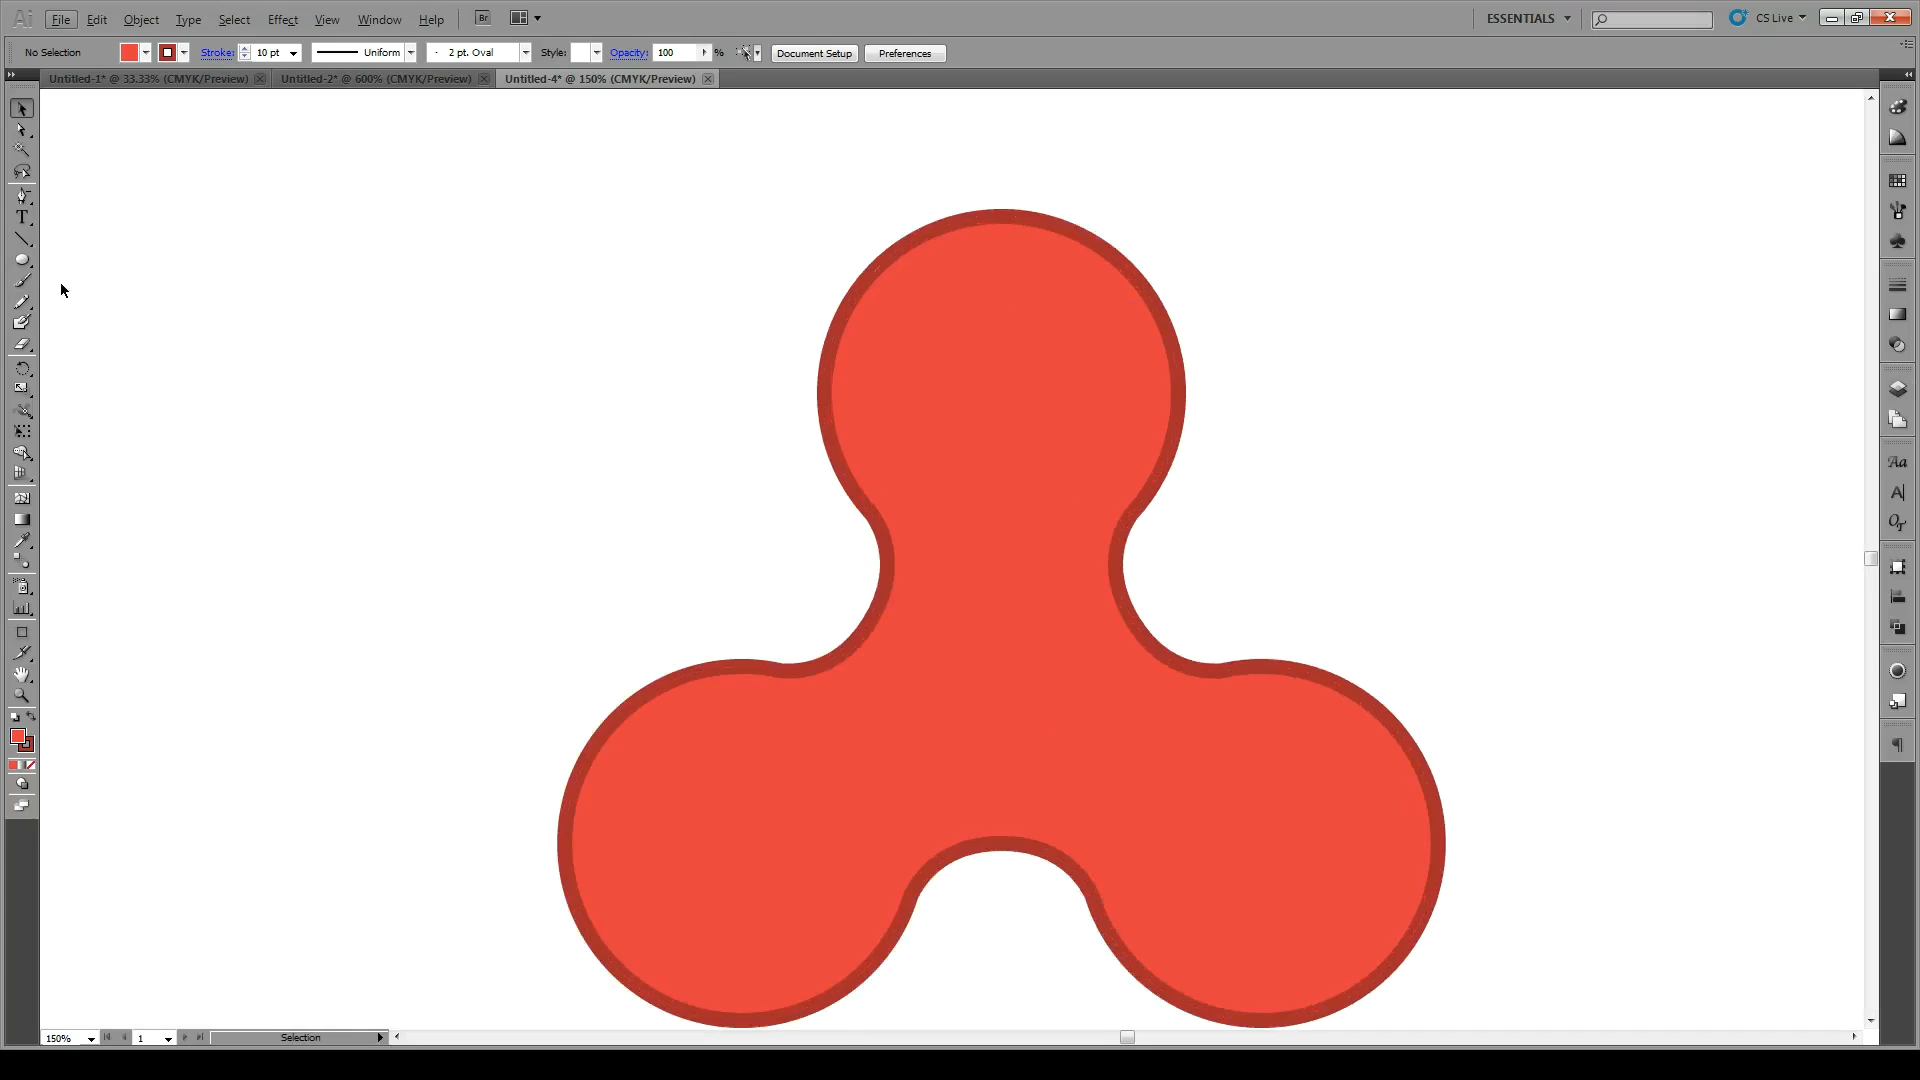 Ai File Edit Object Type Select Effect View Window Help Br ESSENTIALS CS Live
No Selection Stroke: 10 pt Uniform 2 pt. Oval Style: Opacity: 100 % Document Setup Preferences
Untitled-1* @ 33.33% (CMYK/Preview) Untitled-2* @ 600% (CMYK/Preview) Untitled-4* @ 150% (CMYK/Preview)
150% 1 Selection